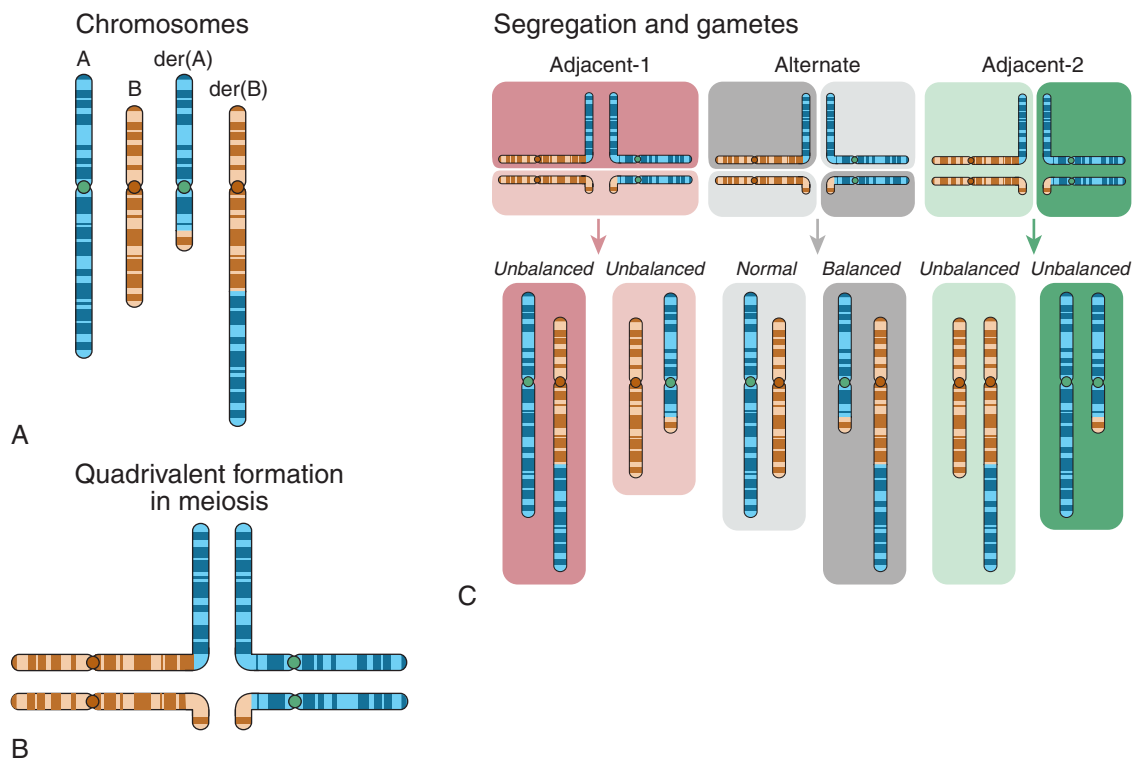 Chromosomes
A
B
der(A)
der(B)
A
Quadrivalent formation
in meiosis
B
Segregation and gametes
Adjacent-1
Alternate
Adjacent-2
Unbalanced
Unbalanced
Normal
Balanced
Unbalanced
Unbalanced
C